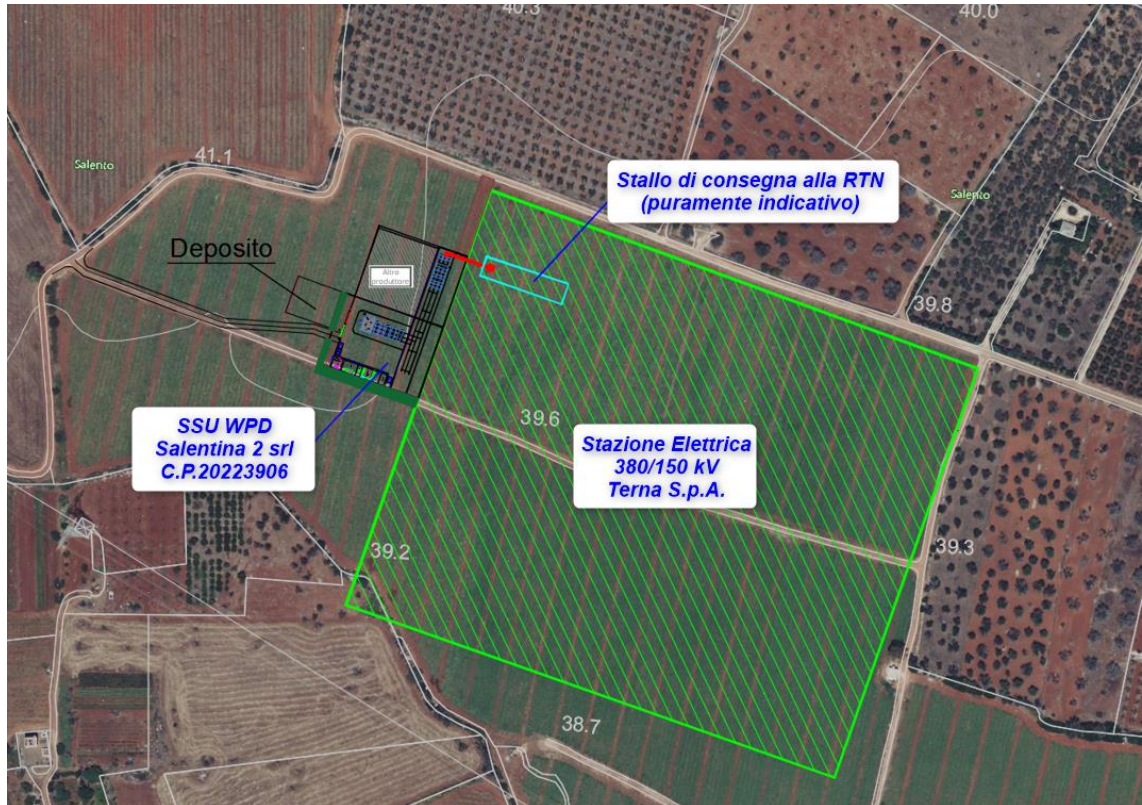 40.3
40.0
Salento
41.1
Stallo di consegna alla RTN
(puramente indicativo)
Salento
Deposito
Altro
produttore
39.8
39.6
SSU WPD
Salentina 2 srl
C.P.20223906
Stazione Elettrica
380/150 kV
Terna S.p.A.
39.2
39.3
38.7